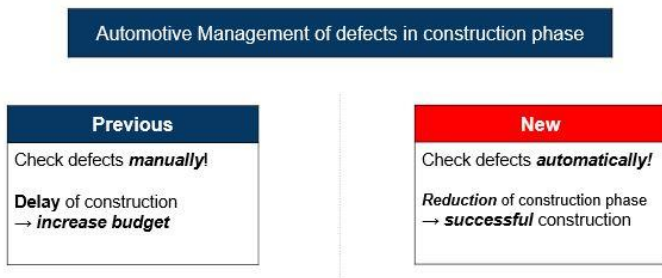 Automotive Management of defects in construction phase
Previous
Check defects manually!
Delay of construction
→ increase budget
New
Check defects automatically!
Reduction of construction phase
→ successful construction